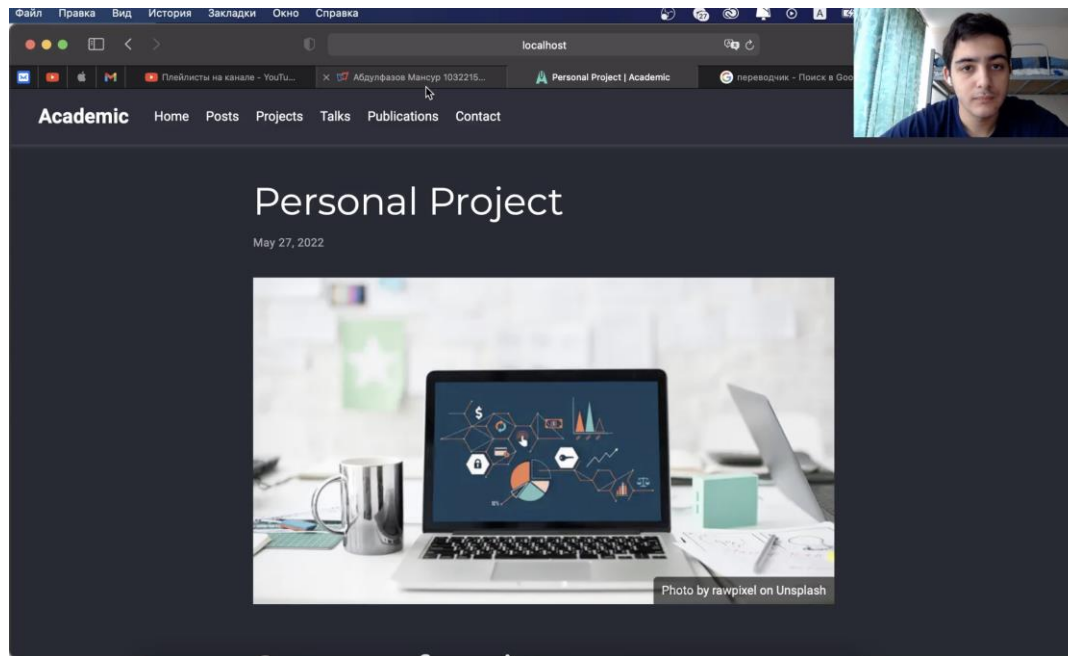 Файл Правка Вид История Закладки Окно Справка
localhost
Плейлисты на канале - YouTu...
Абдулфазов Мансур 1032215...
Personal Project | Academic
переводчик - Поиск в Goo
Academic Home Posts Projects Talks Publications Contact
Personal Project
May 27, 2022
Photo by rawpixel on Unsplash